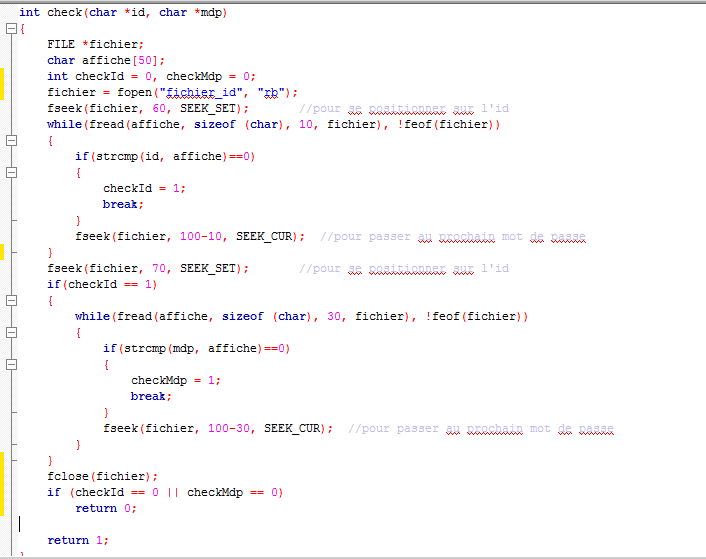 int check(char *id, char *mdp)
{
FILE *fichier;
char affiche[50];
int checkId = 0, checkMdp = 0;
fichier = fopen("fichier_id", "rb");
fseek(fichier, 60, SEEK_SET); //pour se positionner sur l'id
while(fread(affiche, sizeof (char), 10, fichier), !feof(fichier))
{
if(strcmp(id, affiche)==0)
{
checkId = 1;
break;
}
fseek(fichier, 100-10, SEEK_CUR); //pour passer au prochain mot de passe
}
fseek(fichier, 70, SEEK_SET); //pour se positionner sur l'id
if(checkId == 1)
{
while(fread(affiche, sizeof (char), 30, fichier), !feof(fichier))
{
if(strcmp(mdp, affiche)==0)
{
checkMdp = 1;
break;
}
fseek(fichier, 100-30, SEEK_CUR); //pour passer au prochain mot de passe
}
}
fclose(fichier);
if (checkId == 0 || checkMdp == 0)
return 0;
return 1;
}